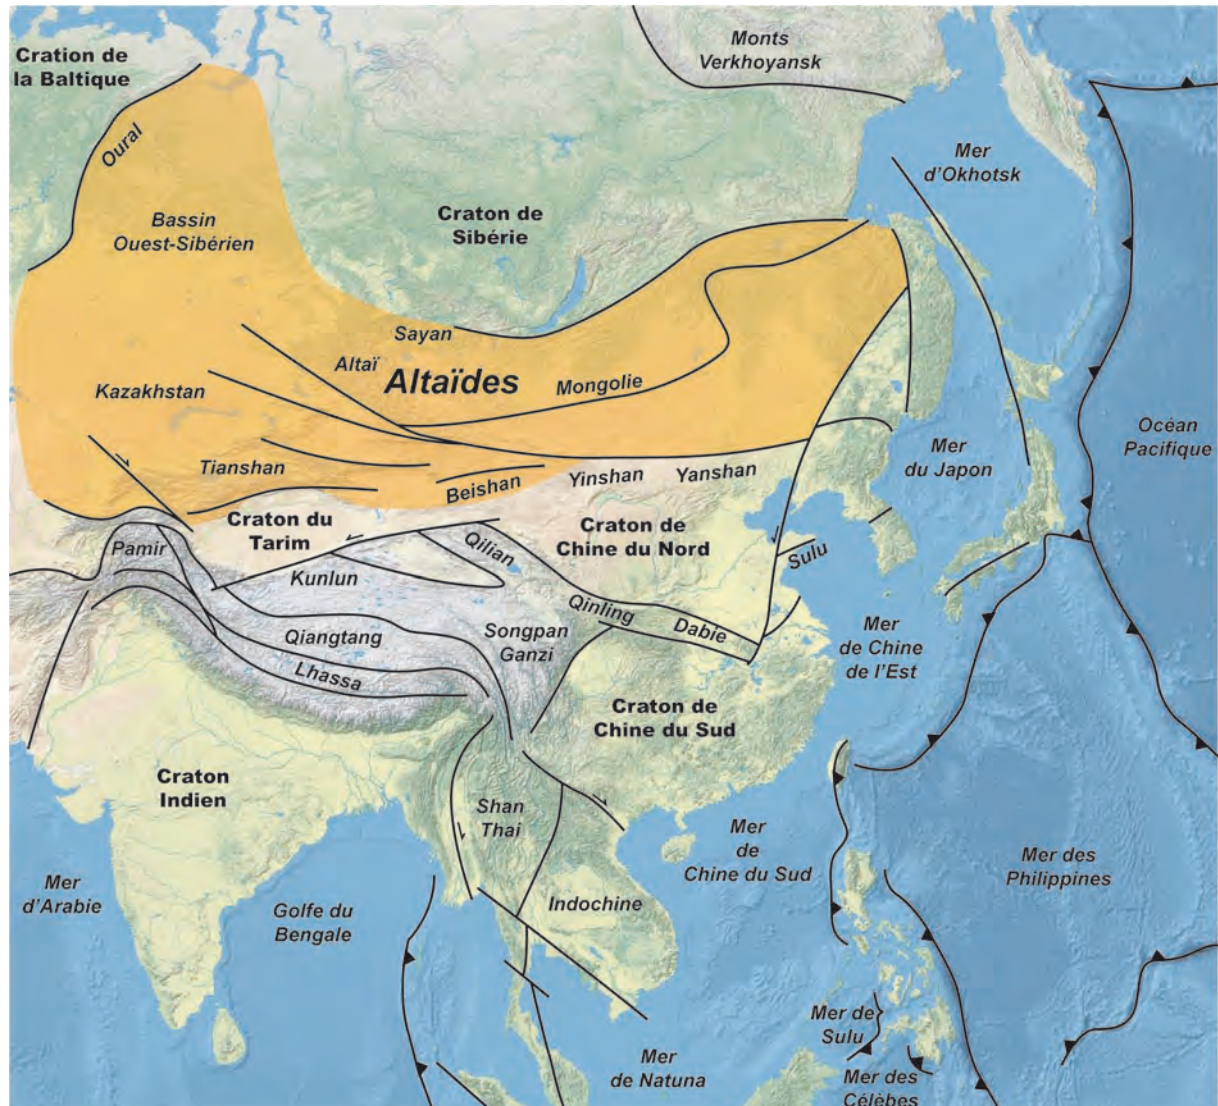 Cration de
la Baltique
Monts
Verkhoyansk
Oural
Mer
d'Okhotsk
Bassin
Ouest-Sibérien
Craton de
Sibérie
Sayan
Altaï
Altaïdes
Mongolie
Kazakhstan
Océan
Pacifique
Mer
du Japon
Tianshan
Beishan
Yinshan
Yanshan
Craton du
Tarim
Craton de
Chine du Nord
Pamir
Qilian
Sulu
Kunlun
Qinling
Dabie
Qiangtang
Songpan
Ganzi
Mer
de Chine
de l'Est
Lhassa
Craton de
Chine du Sud
Craton
Indien
Shan
Thai
Mer
de
Chine du Sud
Mer des
Philippines
Mer
d'Arabie
Golfe du
Bengale
Indochine
Mer de
Sulu
Mer
de Natuna
Mer des
Célèbes